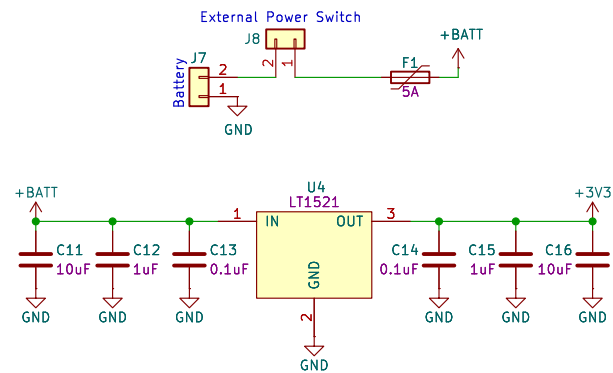 External Power Switch
J8
+BATT
J7
2
1
F1
Battery
2
1
5A
GND
U4
LT1521
+BATT
+3V3
1
IN
OUT
3
C11
10uF
C12
1uF
C13
0.1uF
GND
C14
0.1uF
C15
1uF
C16
10uF
2
GND
GND
GND
GND
GND
GND
GND